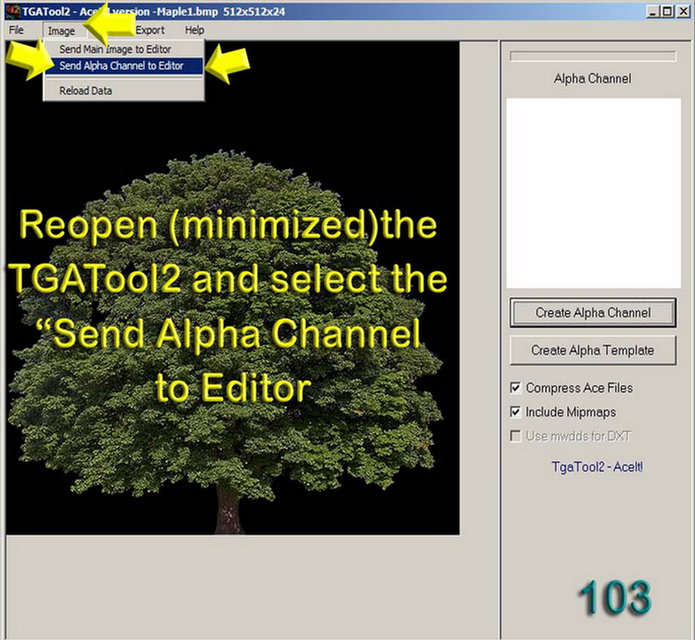 TGATool2 - AceIt version -Maple1.bmp 512x512x24
File Image Export Help
Send Main Image to Editor
Send Alpha Channel to Editor
Reload Data
Reopen (minimized)the
TGATool2 and select the
“Send Alpha Channel
to Editor
Alpha Channel
Create Alpha Channel
Create Alpha Template
Compress Ace Files
Include Mipmaps
Use mwdds for DXT
TgaTool2 - AceIt!
103